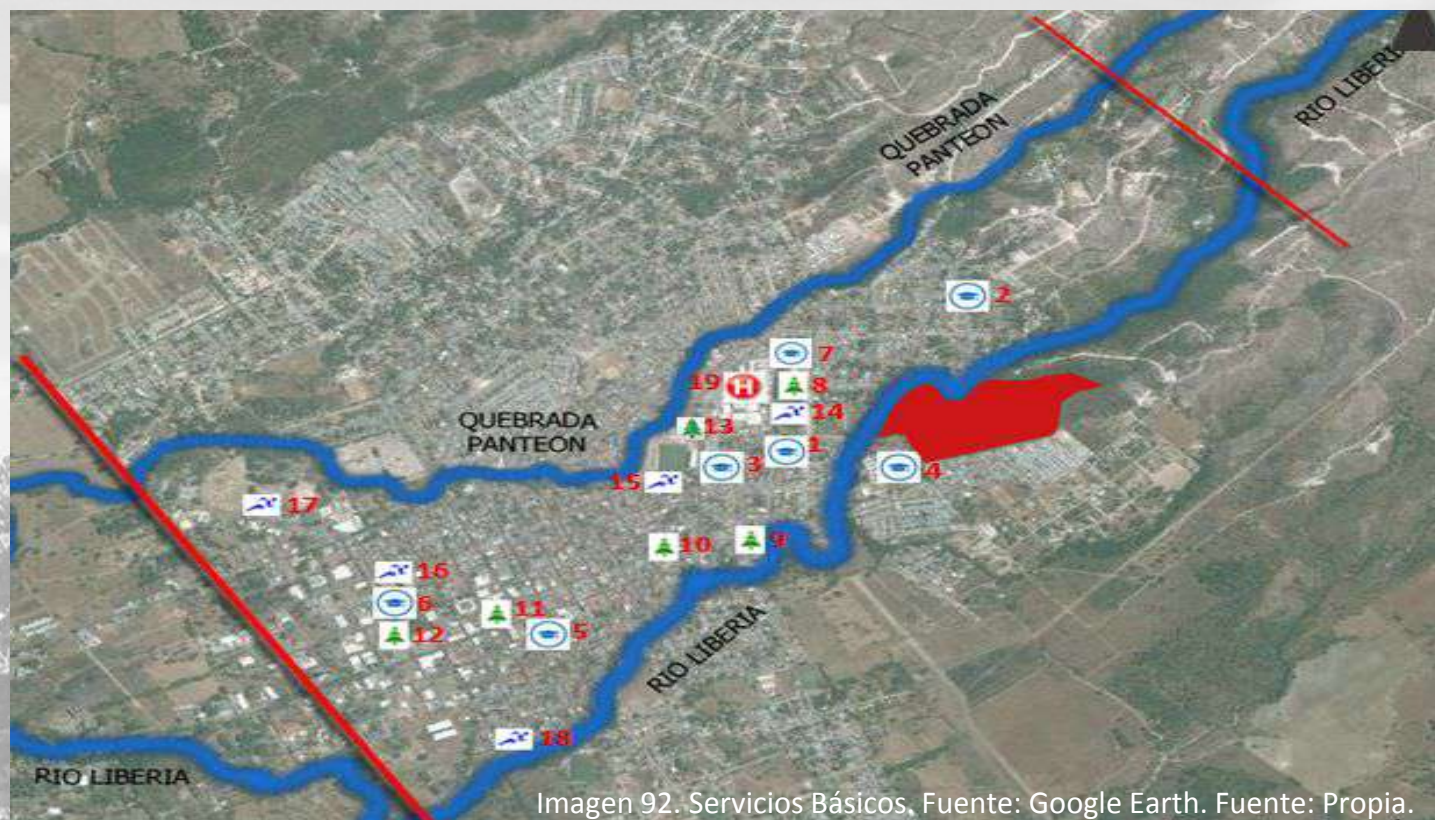 RIO LIBERIA
QUEBRADA
PANTEON
2
7
19
H
8
14
13
QUEBRADA
PANTEON
1
3
4
15
17
9
10
16
6
11
12
5
RIO LIBERIA
18
RIO LIBERIA
Imagen 92. Servicios Básicos. Fuente: Google Earth. Fuente: Propia.